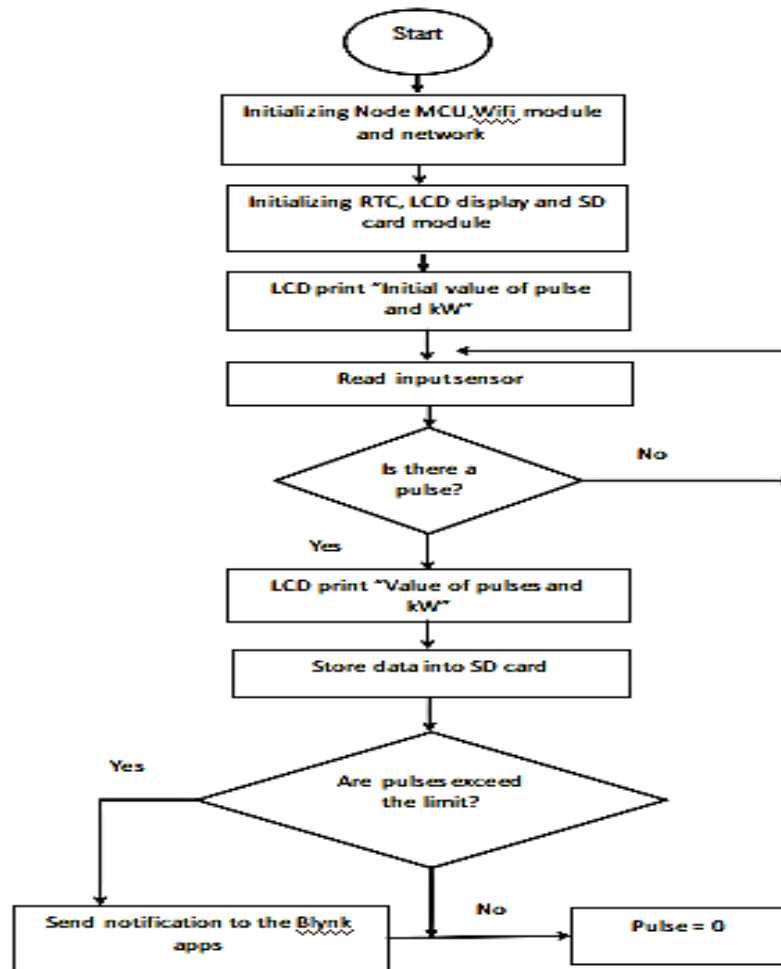 Start
Initializing Node MCU,Wifi module
and network
Initializing RTC, LCD display and SD
card module
LCD print "Initial value of pulse
and kW"
Read input sensor
Is there a
pulse?
No
Yes
LCD print "Value of pulses and
kW"
Store data into SD card
Are pulses exceed
the limit?
Yes
No
Send notification to the Blynk
apps
Pulse = 0